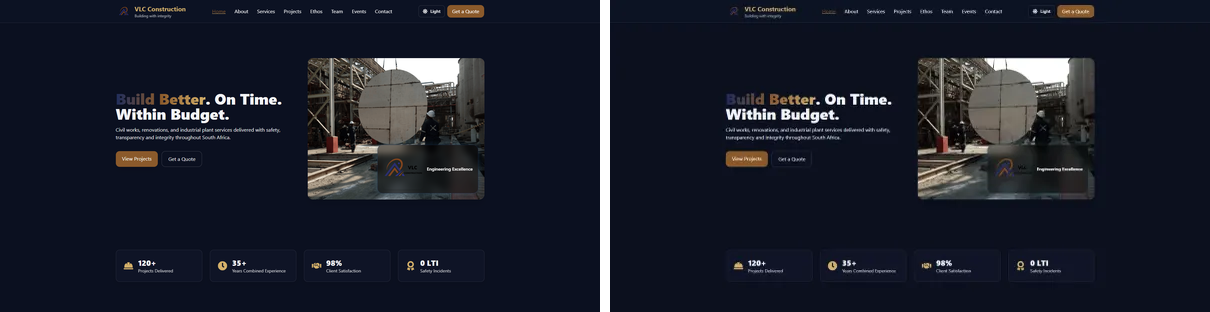 VLC Construction
Building with integrity
Home About Services Projects Ethos Team Events Contact
Light
Get a Quote
Build Better. On Time.
Within Budget.
Civil works, renovations, and industrial plant services delivered with safety,
transparency and integrity throughout South Africa.
View Projects
Get a Quote
VLC
Engineering Excellence
120+
Projects Delivered
35+
Years Combined Experience
98%
Client Satisfaction
0 LTI
Safety Incidents
VLC Construction
Building with integrity
Home About Services Projects Ethos Team Events Contact
Light
Get a Quote
Build Better. On Time.
Within Budget.
Civil works, renovations, and industrial plant services delivered with safety,
transparency and integrity throughout South Africa.
View Projects
Get a Quote
VLC
Engineering Excellence
120+
Projects Delivered
35+
Years Combined Experience
98%
Client Satisfaction
0 LTI
Safety Incidents